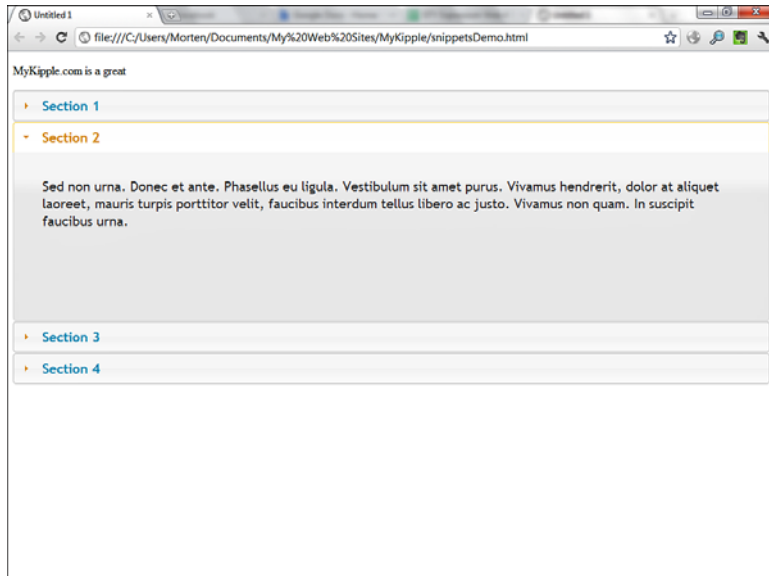 Untitled 1
file:///C:/Users/Morten/Documents/My%20Web%20Sites/MyKipple/snippetsDemo.html
MyKipple.com is a great
Section 1
Section 2
Sed non urna. Donec et ante. Phasellus eu ligula. Vestibulum sit amet purus. Vivamus hendrerit, dolor at aliquet
laoreet, mauris turpis porttitor velit, faucibus interdum tellus libero ac justo. Vivamus non quam. In suscipit
faucibus urna.
Section 3
Section 4